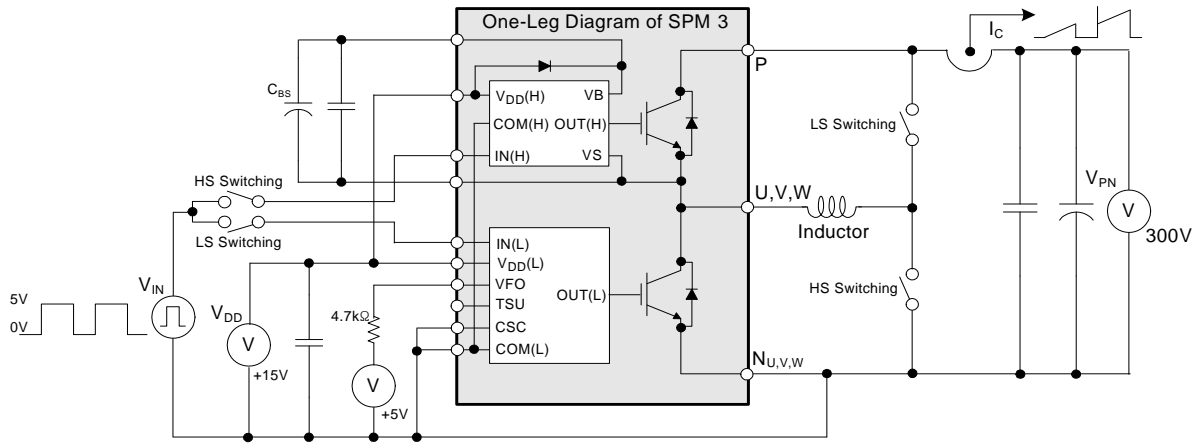 One-Leg Diagram of SPM 3
I_C
P
C_BS
V_DD(H)
VB
COM(H)
OUT(H)
LS Switching
IN(H)
VS
HS Switching
U,V,W
V_PN
V
300V
Inductor
LS Switching
IN(L)
V_DD(L)
VFO
OUT(L)
TSU
HS Switching
V_IN
5V
0V
V_DD
V
+15V
4.7kΩ
CSC
COM(L)
N_U,V,W
V
+5V